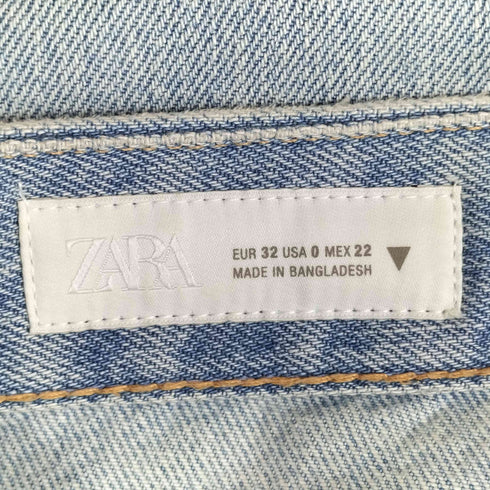 ZARA
EUR 32 USA 0 MEX 22
MADE IN BANGLADESH